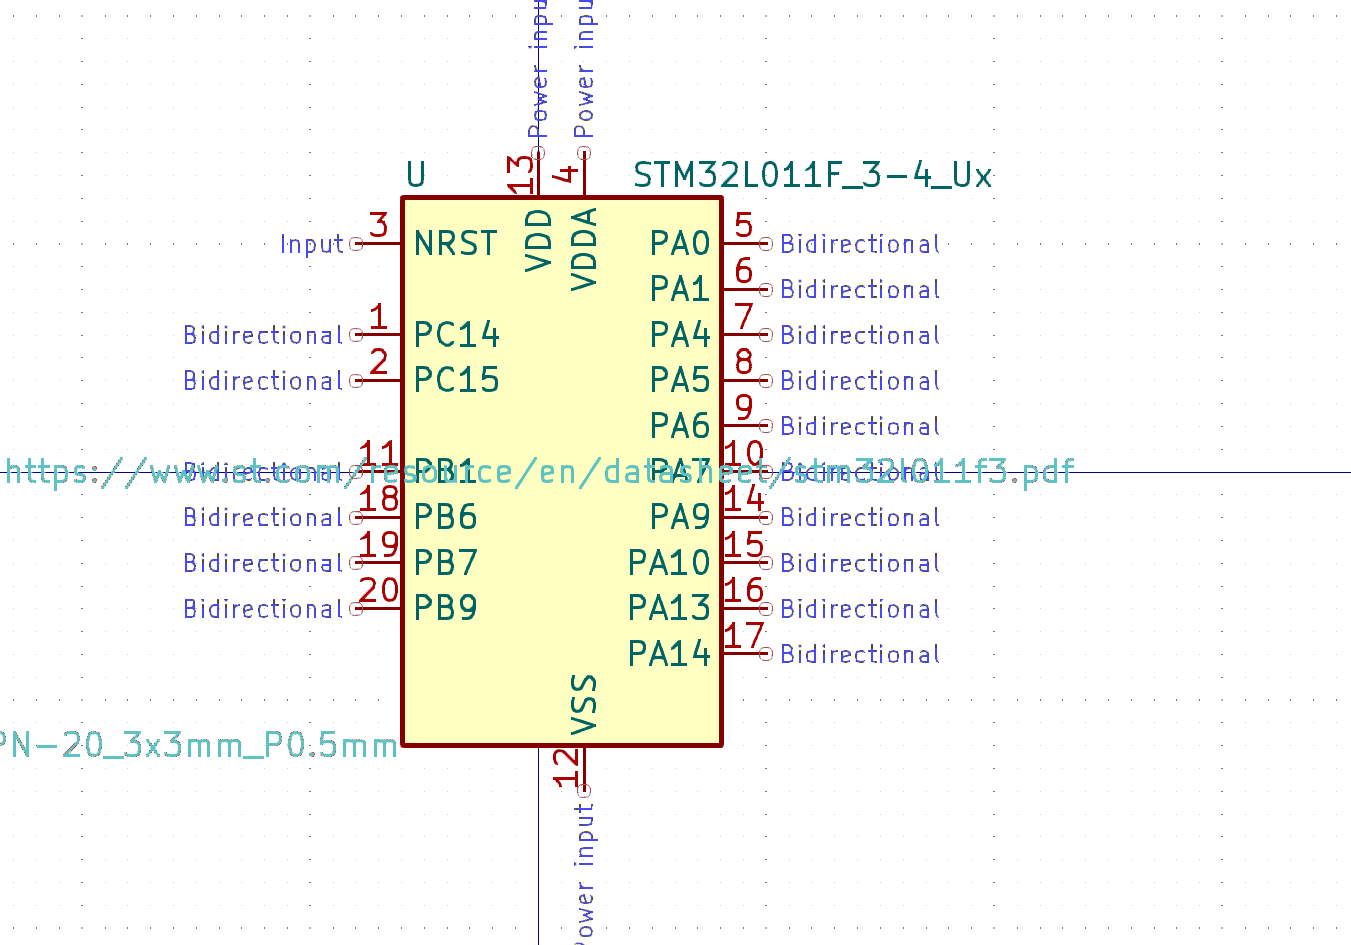 Power input
Power input
13
4
U
STM32L011F_3-4_Ux
VDD
VDDA
Input
3
NRST
PA0
5
Bidirectional
PA1
6
Bidirectional
Bidirectional
1
PC14
PA4
7
Bidirectional
Bidirectional
2
PC15
PA5
8
Bidirectional
PA6
9
Bidirectional
Bidirectional
11
PB1
PA7
10
Bidirectional
https://www.st.com/resource/en/datasheet/stm32l011f3.pdf
Bidirectional
18
PB6
PA9
14
Bidirectional
Bidirectional
19
PB7
PA10
15
Bidirectional
Bidirectional
20
PB9
PA13
16
Bidirectional
PA14
17
Bidirectional
VSS
PN-20_3x3mm_P0.5mm
12
Power input